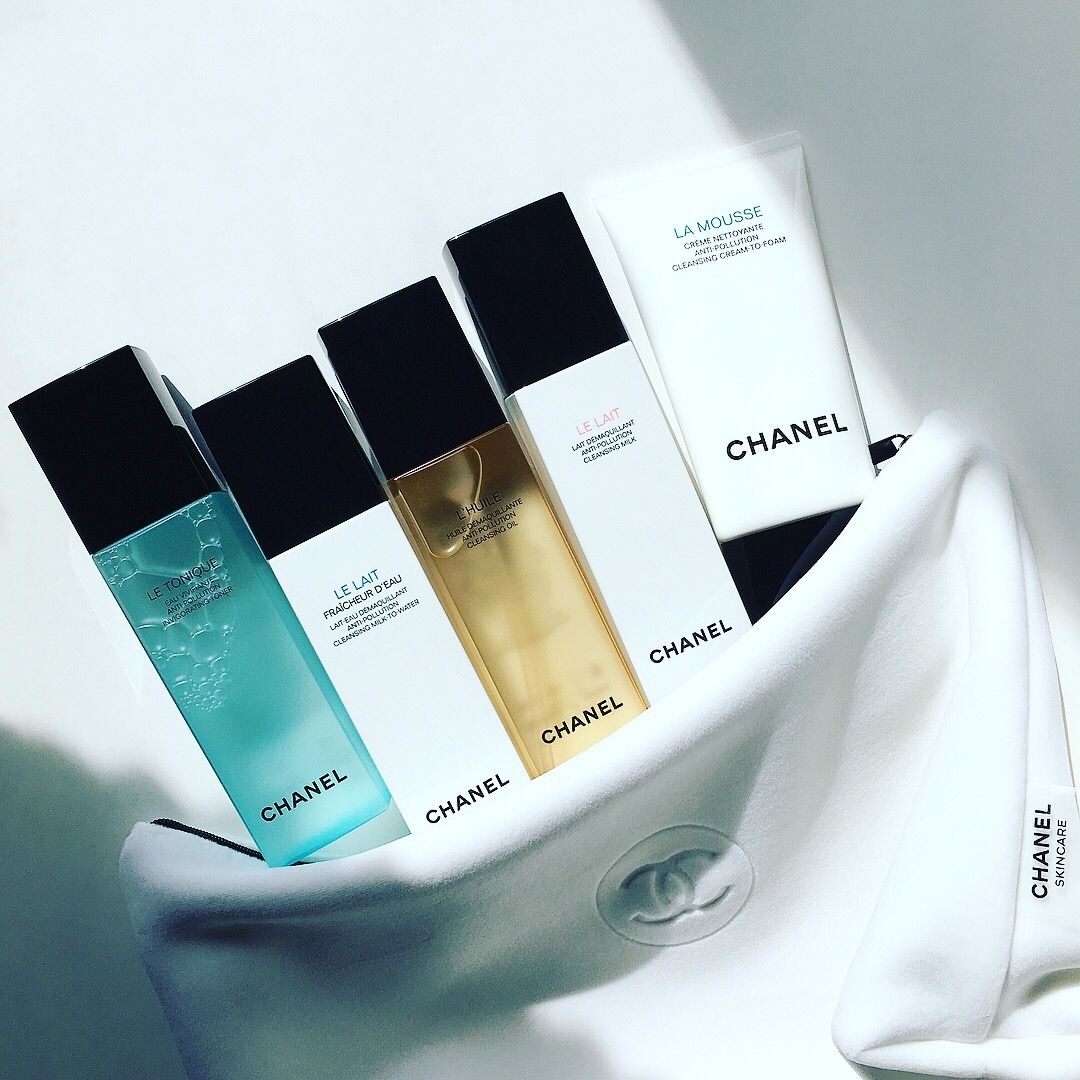 LE TONIQUE
EAU VIVIFIANTE
ANTI-POLLUTION
INVIGORATING TONER
CHANEL
LE LAIT
FRAÎCHEUR D'EAU
LAIT-EAU DÉMAQUILLANT
ANTI-POLLUTION
CLEANSING MILK-TO-WATER
CHANEL
L'HUILE
HUILE DÉMAQUILLANTE
ANTI-POLLUTION
CLEANSING OIL
CHANEL
LE LAIT
LAIT DÉMAQUILLANT
ANTI-POLLUTION
CLEANSING MILK
CHANEL
LA MOUSSE
CRÈME NETTOYANTE
ANTI-POLLUTION
CLEANSING CREAM-TO-FOAM
CHANEL
CHANEL
SKINCARE